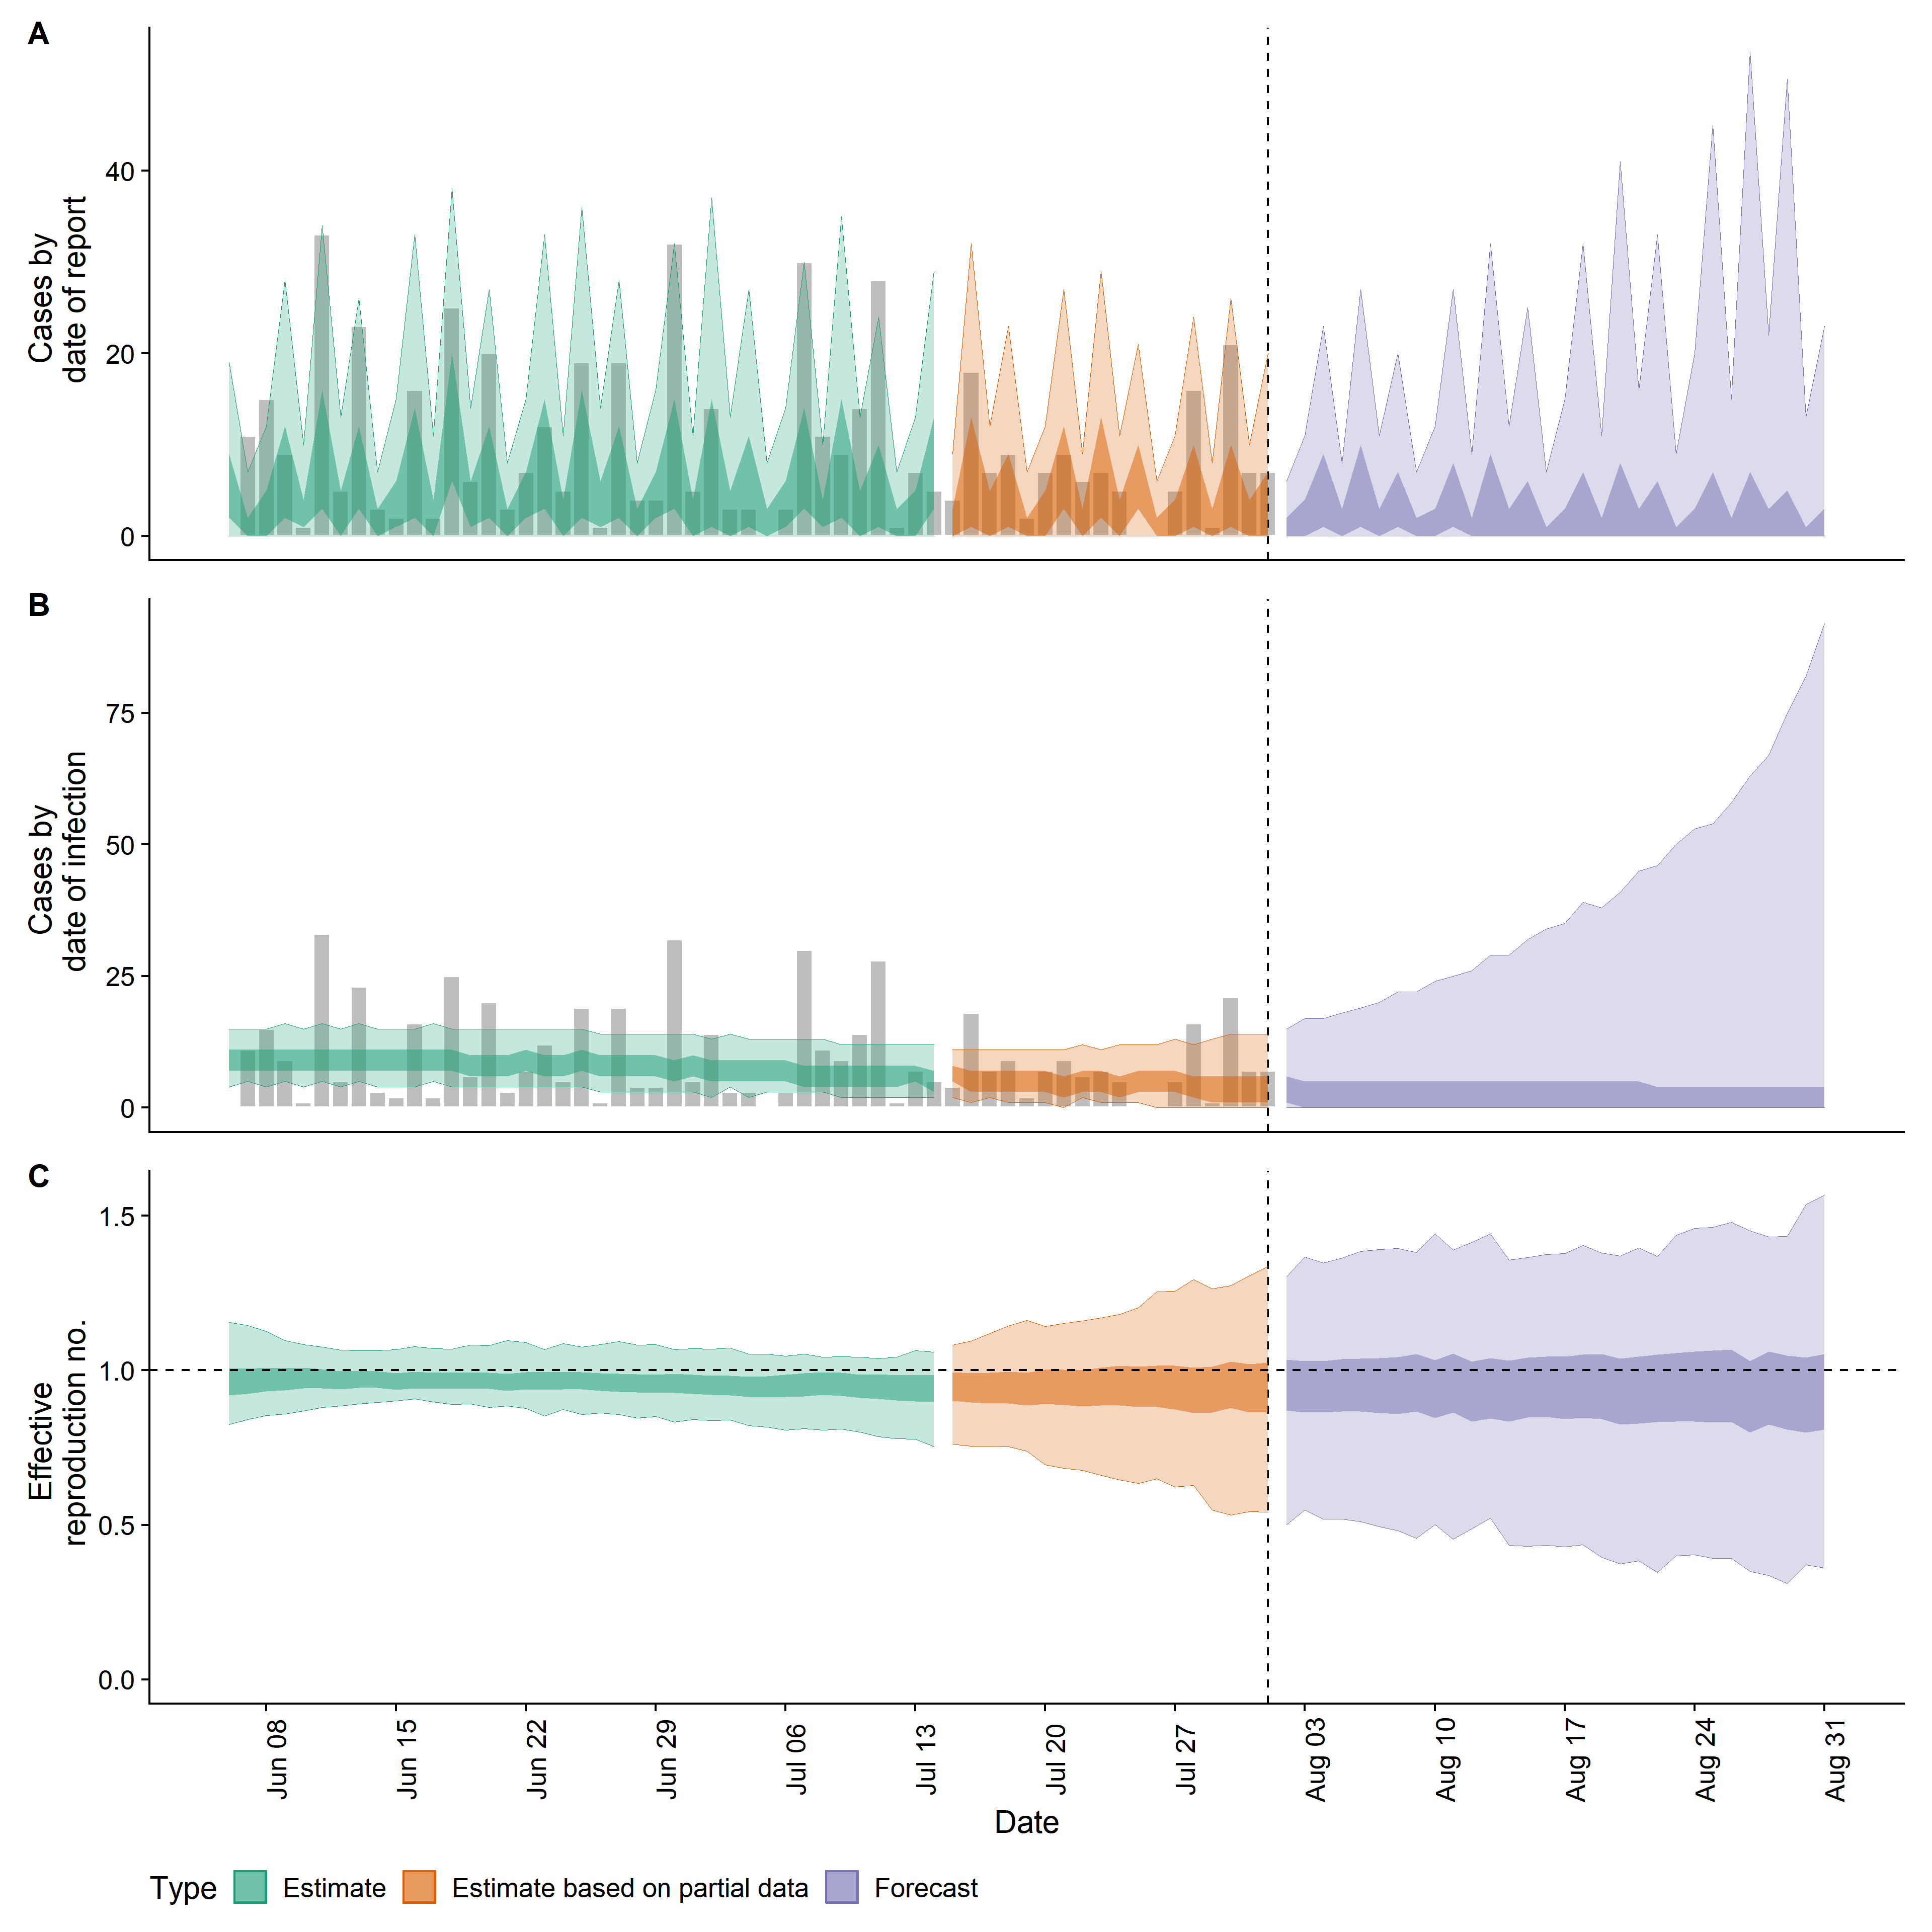 A
Cases by
date of report
40
20
0
B
Cases by
date of infection
75
50
25
0
C
Effective
reproduction no.
1.5
1.0
0.5
0.0
Jun 08
Jun 15
Jun 22
Jun 29
Jul 06
Jul 13
Jul 20
Jul 27
Aug 03
Aug 10
Aug 17
Aug 24
Aug 31
Date
Type Estimate Estimate based on partial data Forecast